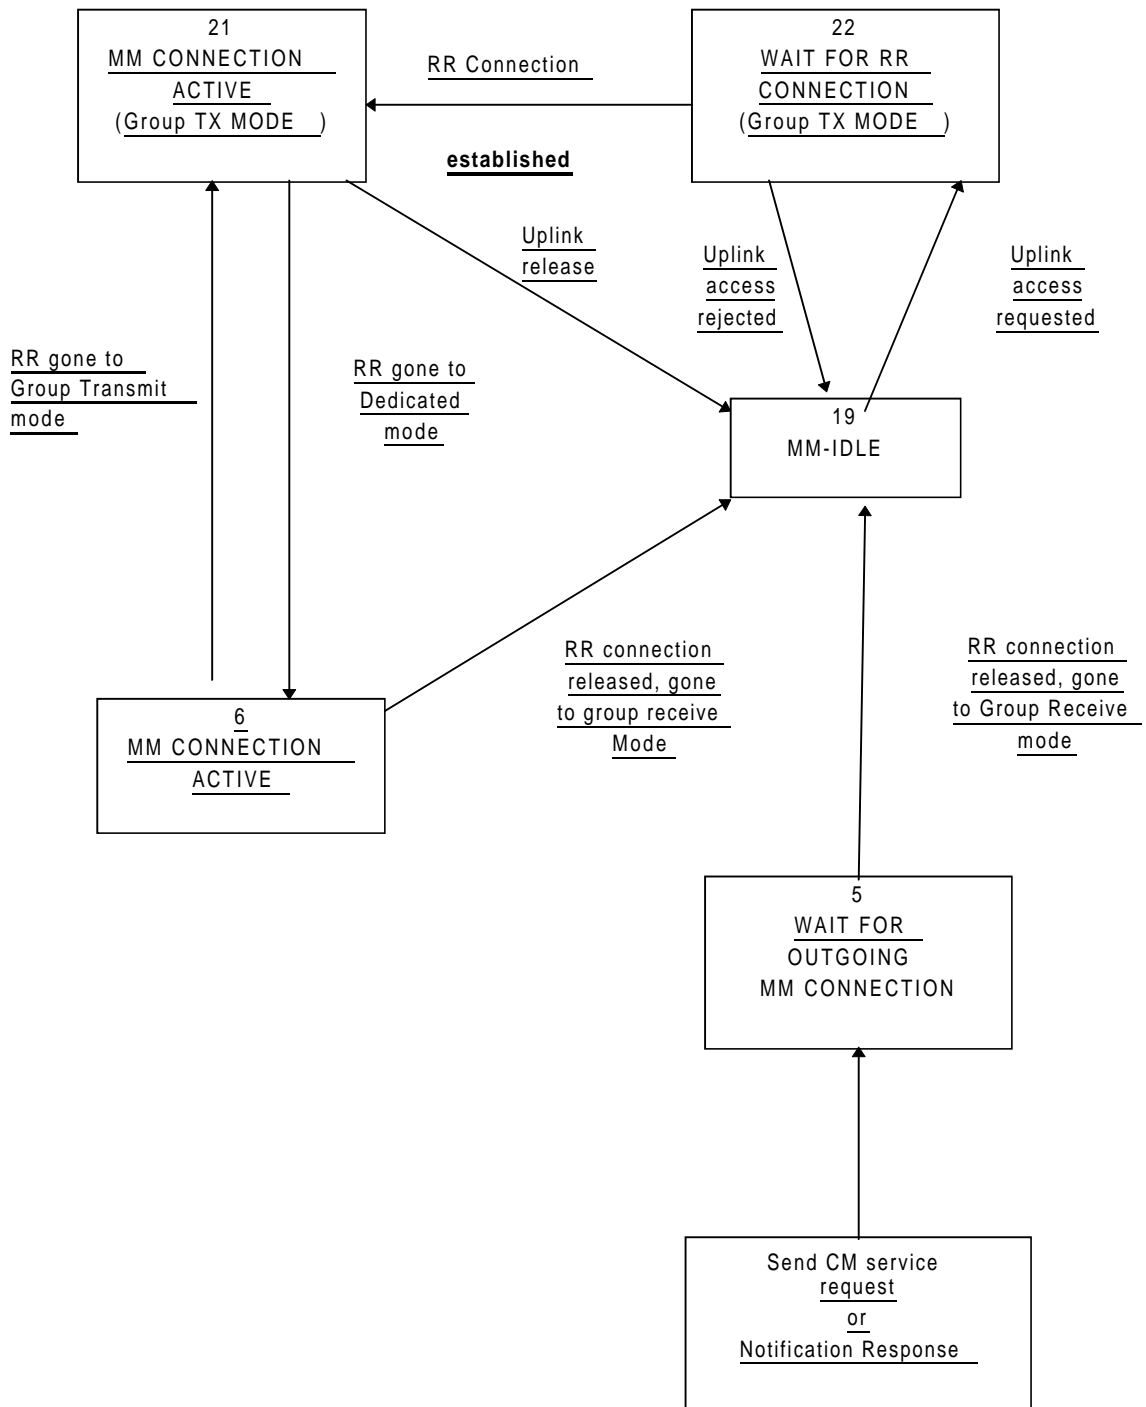 21
MM CONNECTION
ACTIVE
(Group TX MODE )
RR Connection
established
22
WAIT FOR RR
CONNECTION
(Group TX MODE )
Uplink
release
Uplink
access
rejected
Uplink
access
requested
RR gone to
Group Transmit
mode
RR gone to
Dedicated
mode
19
MM-IDLE
RR connection
released, gone
to group receive
Mode
RR connection
released, gone
to Group Receive
mode
6
MM CONNECTION
ACTIVE
5
WAIT FOR
OUTGOING
MM CONNECTION
Send CM service
request
or
Notification Response